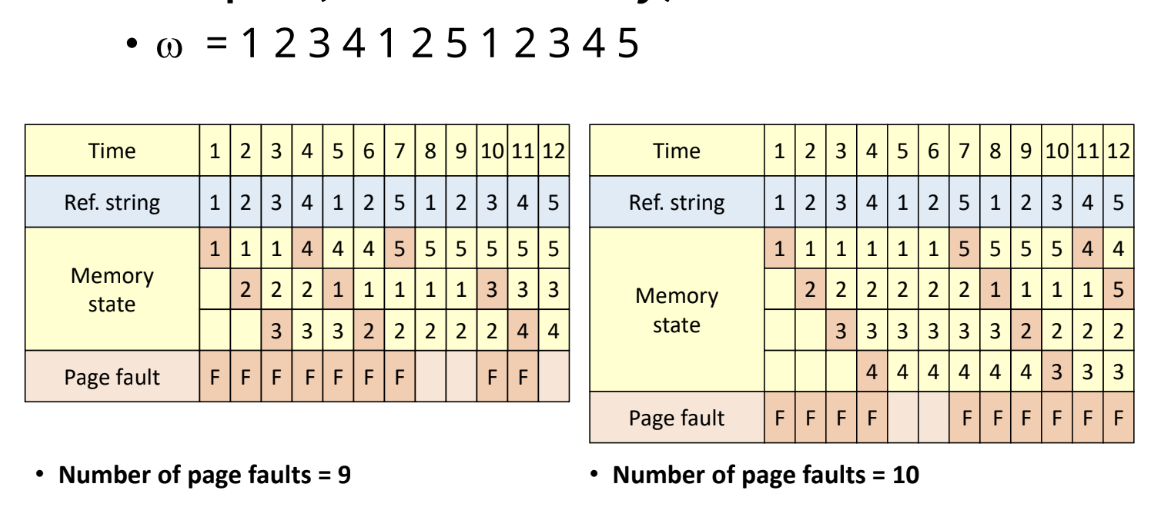 • ω = 1 2 3 4 1 2 5 1 2 3 4 5
Time 1 2 3 4 5 6 7 8 9 10 11 12
Ref. string 1 2 3 4 1 2 5 1 2 3 4 5
Memory state
1 1 1 4 4 4 5 5 5 5 5 5
2 2 2 1 1 1 1 1 3 3 3
3 3 3 2 2 2 2 2 4 4
Page fault F F F F F F F F F
• Number of page faults = 9
Time 1 2 3 4 5 6 7 8 9 10 11 12
Ref. string 1 2 3 4 1 2 5 1 2 3 4 5
Memory state
1 1 1 1 1 1 5 5 5 5 4 4
2 2 2 2 2 2 1 1 1 1 5
3 3 3 3 3 3 2 2 2 2
4 4 4 4 4 4 3 3 3
Page fault F F F F F F F F F F
• Number of page faults = 10